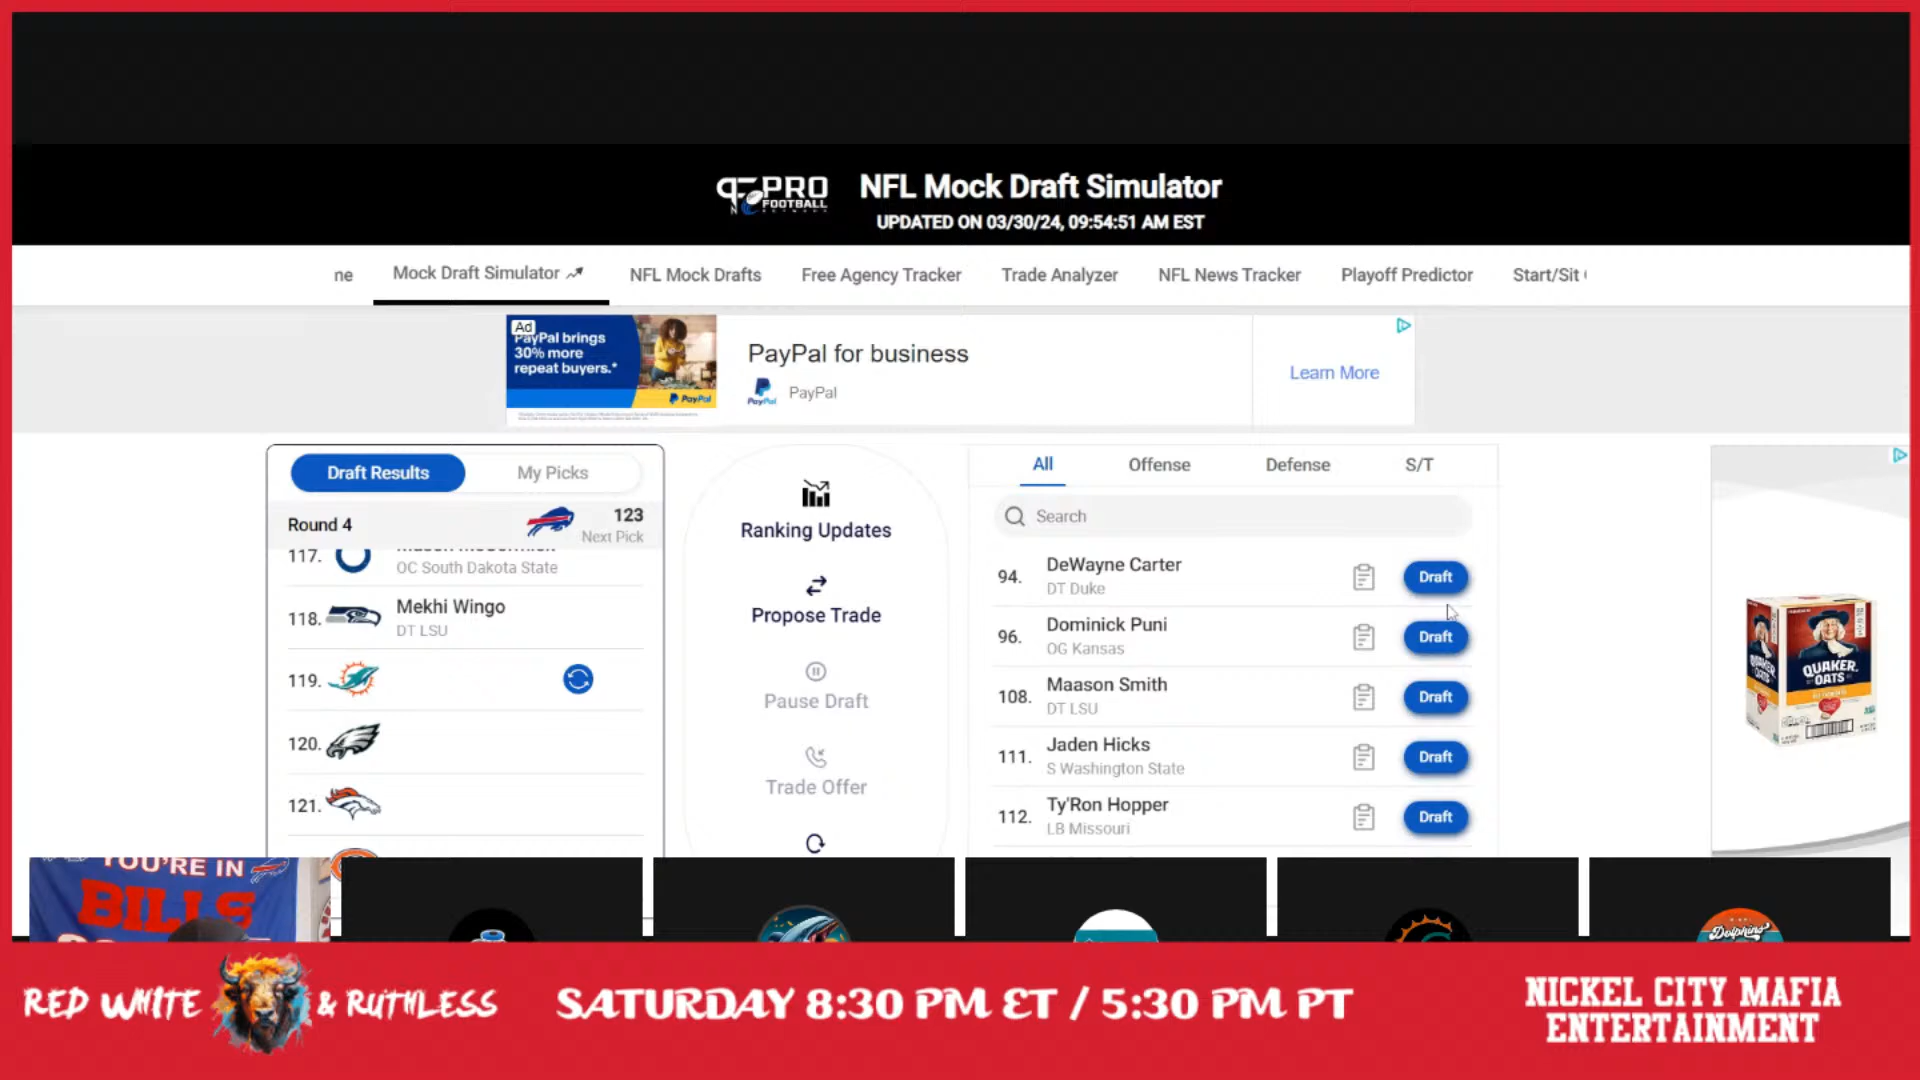 PRO
FOOTBALL
NETWORK
NFL Mock Draft Simulator
UPDATED ON 03/30/24, 09:54:51 AM EST
ne
Mock Draft Simulator
NFL Mock Drafts
Free Agency Tracker
Trade Analyzer
NFL News Tracker
Playoff Predictor
Start/Sit
Ad
PayPal brings
30% more
repeat buyers.*
PayPal
PayPal for business
PayPal
PayPal
Learn More
Draft Results
My Picks
Round 4
123
Next Pick
117.
OC South Dakota State
118.
Mekhi Wingo
DT LSU
119.
120.
121.
Ranking Updates
Propose Trade
Pause Draft
Trade Offer
All
Offense
Defense
S/T
Search
94.
DeWayne Carter
DT Duke
Draft
96.
Dominick Puni
OG Kansas
Draft
108.
Maason Smith
DT LSU
Draft
111.
Jaden Hicks
S Washington State
Draft
112.
Ty'Ron Hopper
LB Missouri
Draft
QUAKER
OATS
YOU'RE IN
BILLS
Dolphins
RED WHITE & RUTHLESS
SATURDAY 8:30 PM ET / 5:30 PM PT
NICKEL CITY MAFIA
ENTERTAINMENT